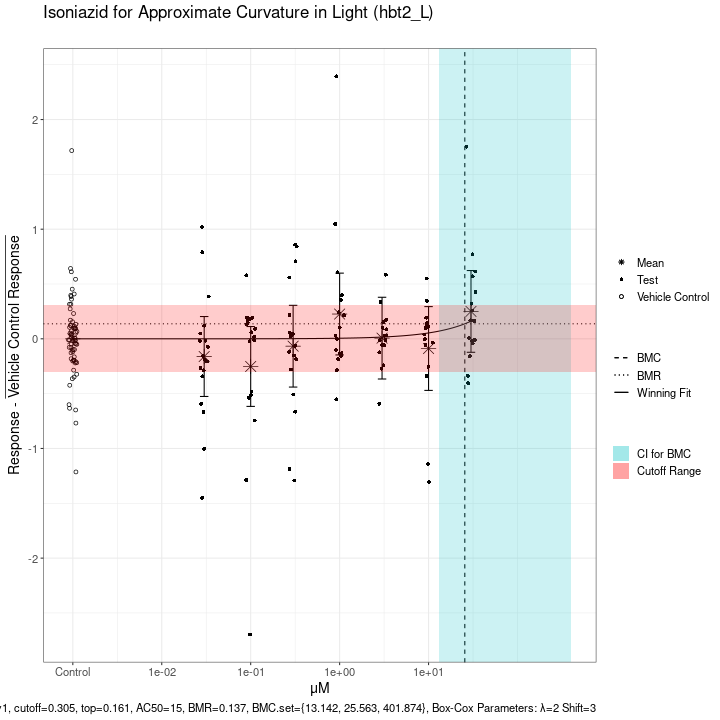 Isoniazid for Approximate Curvature in Light (hbt2_L)
Response - Vehicle Control Response
2
1
0
-1
-2
Control
1e-02
1e-01
1e+00
1e+01
μM
Mean
Test
Vehicle Control
BMC
BMR
Winning Fit
CI for BMC
Cutoff Range
1, cutoff=0.305, top=0.161, AC50=15, BMR=0.137, BMC.set={13.142, 25.563, 401.874}, Box-Cox Parameters: λ=2 Shift=3